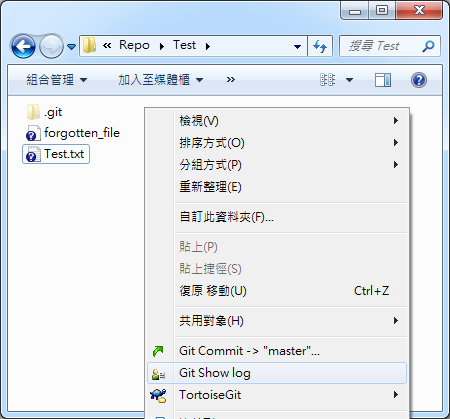 « Repo ▸ Test ▸
搜尋 Test
組合管理 ▾ 加入至媒體櫃 ▾ »
.git
forgotten_file
Test.txt
檢視(V)
排序方式(O)
分組方式(P)
重新整理(E)
自訂此資料夾(F)...
貼上(P)
貼上捷徑(S)
復原 移動(U) Ctrl+Z
共用對象(H)
Git Commit -> "master"...
Git Show log
TortoiseGit